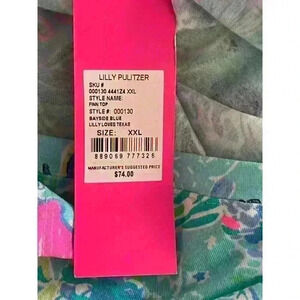 LILLY PULITZER
SKU #
000130 4441Z4 XXL
STYLE NAME:
FINN TOP
STYLE #: 000130
BAYSIDE BLUE
LILLY LOVES TEXAS
SIZE: XXL
889069 777326
MANUFACTURER'S SUGGESTED PRICE
$74.00